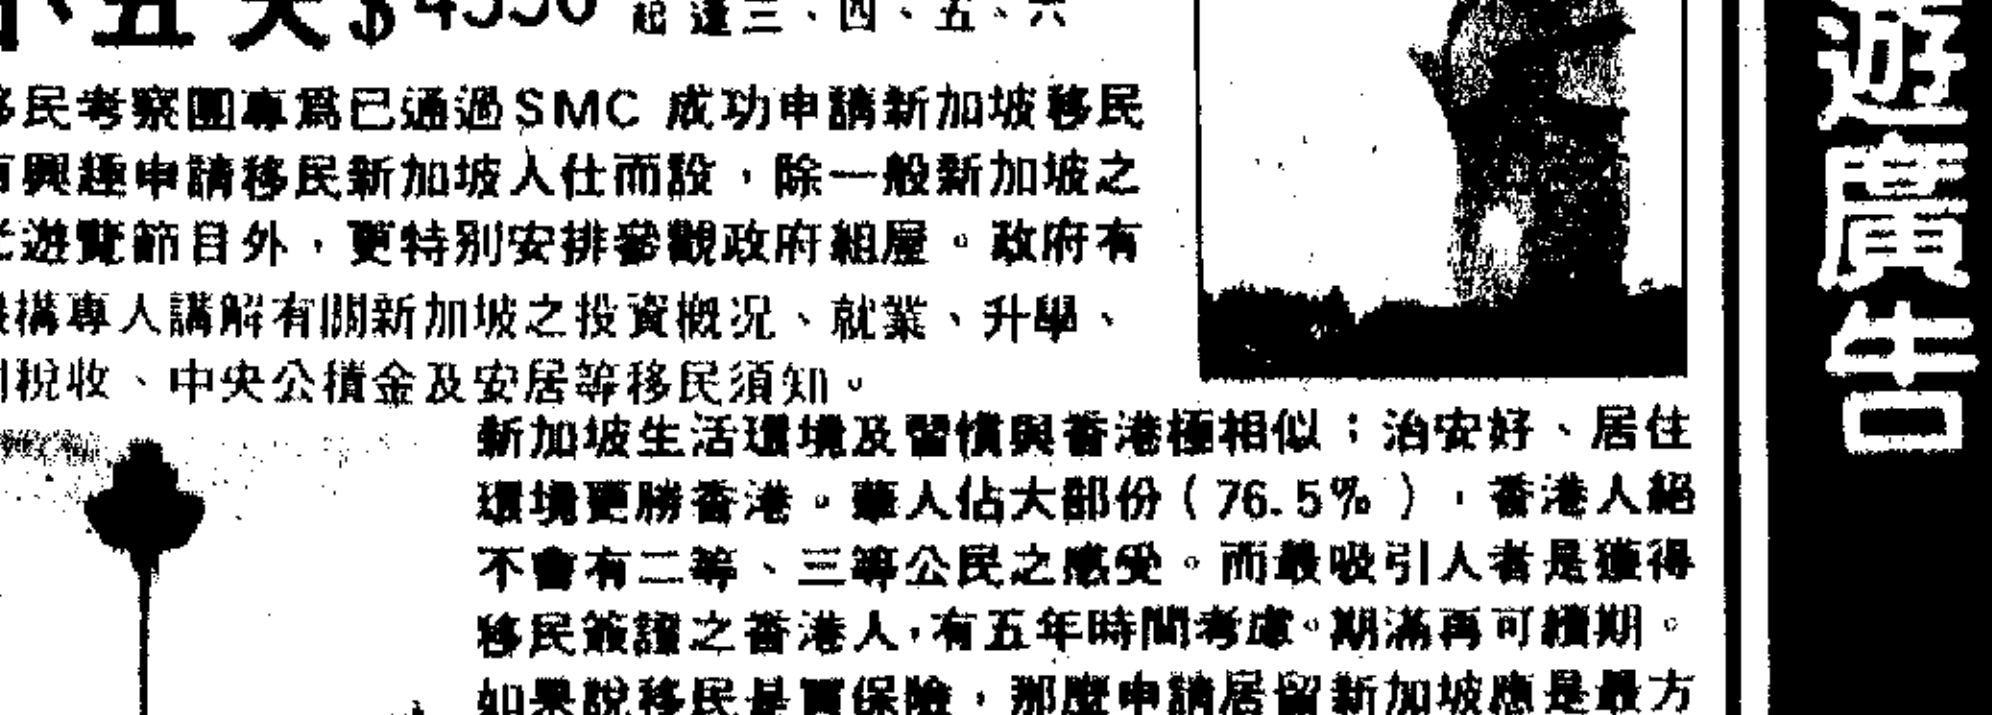 五天$4550起 逢三、四、五、六
移民考察團專爲已通過SMC 成功申請新加坡移民
有興趣申請移民新加坡人仕而設，除一般新加坡之
遊覽節目外，更特別安排參觀政府組屋。政府有
機構專人講解有關新加坡之投資概況、就業、升學、
稅收、中央公積金及安居等移民須知。
新加坡生活環境及習慣與香港極相似；治安好、居住
環境更勝香港。華人佔大部份（76.5%），香港人絕
不會有二等、三等公民之感受。而最吸引人者是獲得
移民簽證之香港人，有五年時間考慮。期滿再可續期。
如果說移民是買保險，那麼申請居留新加坡應是最方
遊廣告